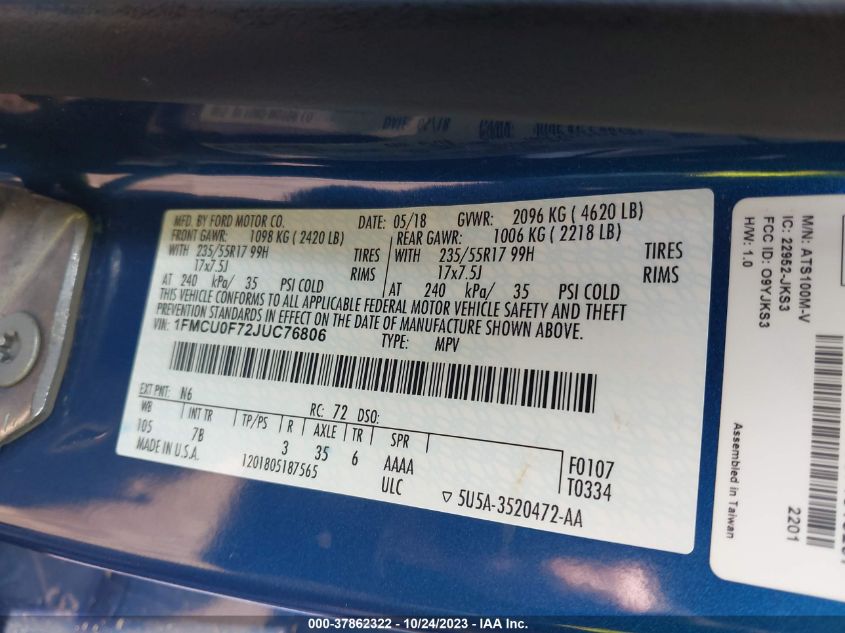 MFD. BY FORD MOTOR CO. DATE: 05/18 GVWR: 2096 KG ( 4620 LB)
FRONT GAWR: 1098 KG ( 2420 LB) REAR GAWR: 1006 KG ( 2218 LB)
WITH 235/55R17 99H TIRES WITH 235/55R17 99H TIRES
17x7.5J RIMS 17x7.5J RIMS
AT 240 kPa/ 35 PSI COLD AT 240 kPa/ 35 PSI COLD
THIS VEHICLE CONFORMS TO ALL APPLICABLE FEDERAL MOTOR VEHICLE SAFETY AND THEFT
PREVENTION STANDARDS IN EFFECT ON THE DATE OF MANUFACTURE SHOWN ABOVE.
VIN: 1FMCU0F72JUC76806 TYPE: MPV
EXT PNT: N6 RC: 72 DSO:
WB INT TR TP/PS R AXLE TR SPR
105 7B 3 35 6 AAAA F0107
MADE IN U.S.A. 1201805187565 ULC T0334
▽ 5U5A-3520472-AA
M/N: ATS100M-V
IC: 22952-JKS3
FCC ID: O9YJKS3
H/W: 1.0
Assembled in Taiwan
2201
000-37862322 - 10/24/2023 - IAA Inc.